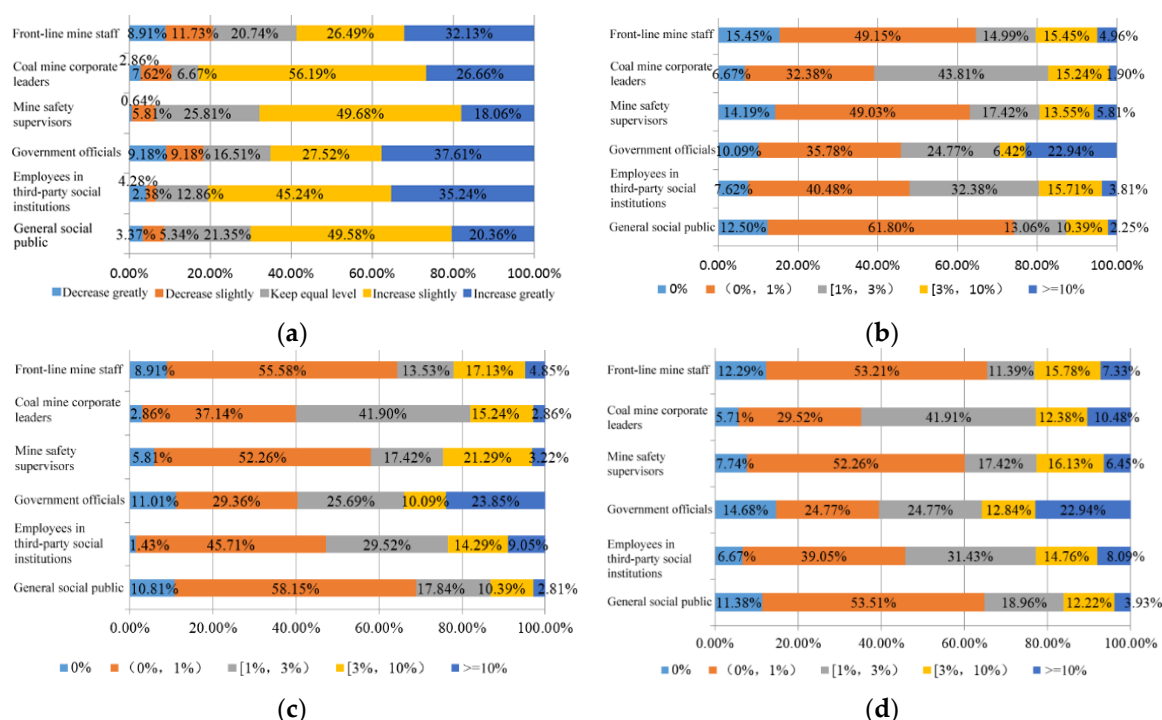 Front-line mine staff 8.91% 11.73% 20.74% 26.49% 32.13%
2.86%
Coal mine corporate
leaders 7.62% 6.67% 56.19% 26.66%
0.64%
Mine safety
supervisors 5.81% 25.81% 49.68% 18.06%
Government officials 9.18% 9.18% 16.51% 27.52% 37.61%
4.28%
Employees in
third-party social
institutions 2.38% 12.86% 45.24% 35.24%
General social
public 3.37% 5.34% 21.35% 49.58% 20.36%
0.00% 20.00% 40.00% 60.00% 80.00% 100.00%
Decrease greatly Decrease slightly Keep equal level Increase slightly Increase greatly
(a)
Front-line mine staff 15.45% 49.15% 14.99% 15.45% 4.96%
Coal mine corporate
leaders 6.67% 32.38% 43.81% 15.24% 1.90%
Mine safety
supervisors 14.19% 49.03% 17.42% 13.55% 5.81%
Government officials 10.09% 35.78% 24.77% 6.42% 22.94%
Employees in
third-party social
institutions 7.62% 40.48% 32.38% 15.71% 3.81%
General social public 12.50% 61.80% 13.06% 10.39% 2.25%
0.00% 20.00% 40.00% 60.00% 80.00% 100.00%
0% （0%，1%） [1%，3%） [3%，10%） >=10%
(b)
Front-line mine staff 8.91% 55.58% 13.53% 17.13% 4.85%
Coal mine corporate
leaders 2.86% 37.14% 41.90% 15.24% 2.86%
Mine safety
supervisors 5.81% 52.26% 17.42% 21.29% 3.22%
Government officials 11.01% 29.36% 25.69% 10.09% 23.85%
Employees in
third-party social
institutions 1.43% 45.71% 29.52% 14.29% 9.05%
General social public 10.81% 58.15% 17.84% 10.39% 2.81%
0.00% 20.00% 40.00% 60.00% 80.00% 100.00%
0% （0%，1%） [1%，3%） [3%，10%） >=10%
(c)
Front-line mine staff 12.29% 53.21% 11.39% 15.78% 7.33%
Coal mine corporate
leaders 5.71% 29.52% 41.91% 12.38% 10.48%
Mine safety
supervisors 7.74% 52.26% 17.42% 16.13% 6.45%
Government officials 14.68% 24.77% 24.77% 12.84% 22.94%
Employees in
third-party social
institutions 6.67% 39.05% 31.43% 14.76% 8.09%
General social public 11.38% 53.51% 18.96% 12.22% 3.93%
0.00% 20.00% 40.00% 60.00% 80.00% 100.00%
0% （0%，1%） [1%，3%） [3%，10%） >=10%
(d)